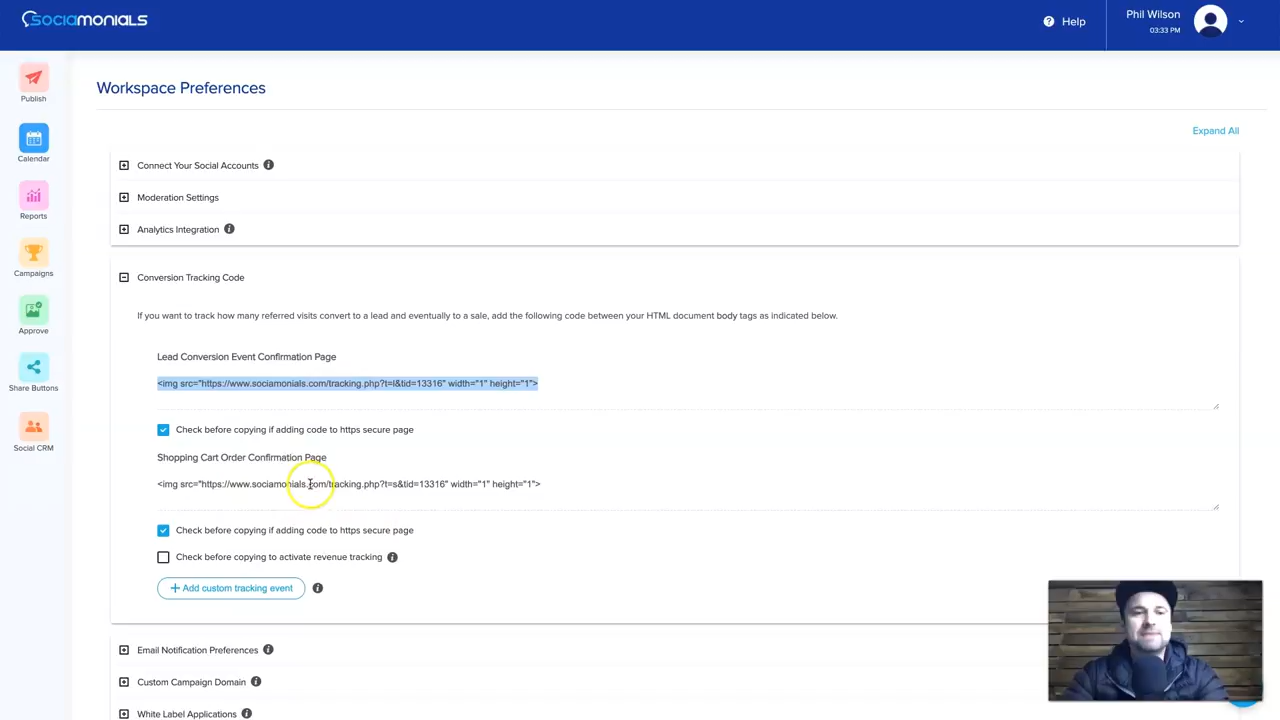 SOCIAMONIALS
Help
Phil Wilson
03:33 PM
Publish
Calendar
Reports
Campaigns
Approve
Share Buttons
Social CRM
Workspace Preferences
Expand All
Connect Your Social Accounts
Moderation Settings
Analytics Integration
Conversion Tracking Code
If you want to track how many referred visits convert to a lead and eventually to a sale, add the following code between your HTML document body tags as indicated below.
Lead Conversion Event Confirmation Page
<img src="https://www.sociamonials.com/tracking.php?t=l&tid=13316" width="1" height="1">
Check before copying if adding code to https secure page
Shopping Cart Order Confirmation Page
<img src="https://www.sociamonials.com/tracking.php?t=s&tid=13316" width="1" height="1">
Check before copying if adding code to https secure page
Check before copying to activate revenue tracking
+ Add custom tracking event
Email Notification Preferences
Custom Campaign Domain
White Label Applications